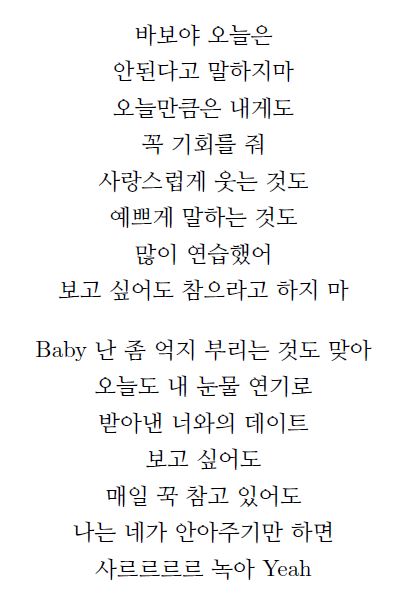 바보야 오늘은
안된다고 말하지마
오늘만큼은 내게도
꼭 기회를 줘
사랑스럽게 웃는 것도
예쁘게 말하는 것도
많이 연습했어
보고 싶어도 참으라고 하지 마
Baby 난 좀 억지 부리는 것도 맞아
오늘도 내 눈물 연기로
받아낸 너와의 데이트
보고 싶어도
매일 꾹 참고 있어도
나는 네가 안아주기만 하면
사르르르르 녹아 Yeah